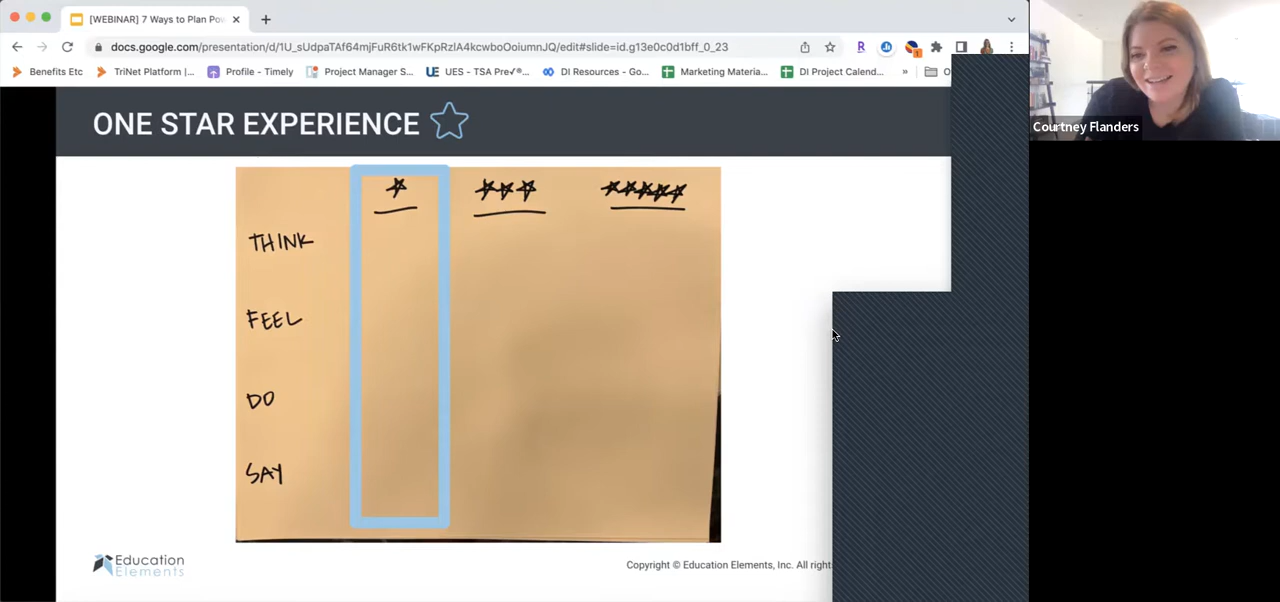 [WEBINAR] 7 Ways to Plan Po
docs.google.com/presentation/d/1U_sUdpaTAf64mjFuR6tk1wFKpRzlA4kcwboOoiumnJQ/edit#slide=id.g13e0c0d1bff_0_23
Benefits Etc
TriNet Platform |...
Profile - Timely
Project Manager S...
UES - TSA Pre✓®...
DI Resources - Go...
Marketing Materia...
DI Project Calend...
»
ONE STAR EXPERIENCE
Courtney Flanders
THINK
FEEL
DO
SAY
Education
Elements
Copyright © Education Elements, Inc. All right